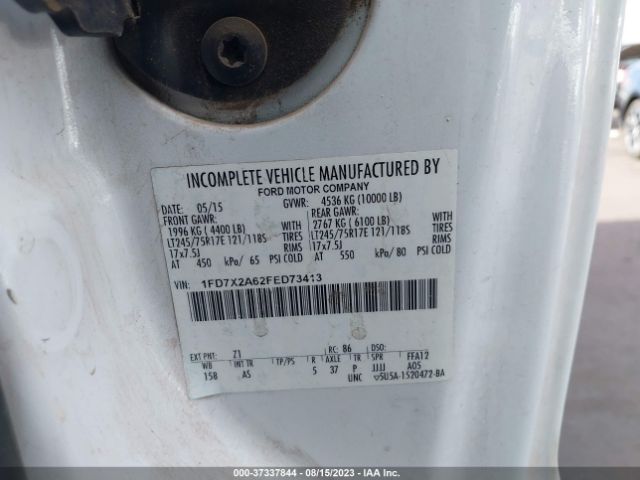 INCOMPLETE VEHICLE MANUFACTURED BY
FORD MOTOR COMPANY
DATE: 05/15 GVWR: 4536 KG (10000 LB)
FRONT GAWR: REAR GAWR:
1996 KG ( 4400 LB) WITH 2767 KG ( 6100 LB) WITH
LT245/75R17E 121/118S TIRES LT245/75R17E 121/118S TIRES
17x7.5J RIMS 17x7.5J RIMS
AT 450 kPa/ 65 PSI COLD AT 550 kPa/ 80 PSI COLD
VIN: 1FD7X2A62FED73413
EXT PNT: Z1 RC: 86 DSO:
WB INT TR TP/PS R AXLE TR SPR FFA12
158 AS 5 37 P JJJJ A05
UNC 5U5A-1520472-BA
000-37337844 - 08/15/2023 - IAA Inc.